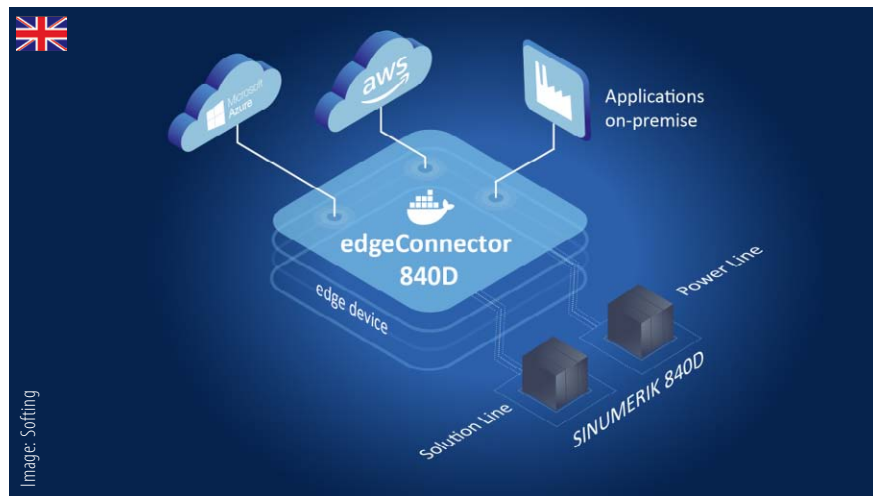 Microsoft
Azure
aws
Applications
on-premise
edgeConnector
840D
edge device
Power Line
Solution Line
SINUMERIK 840D
Image: Softing